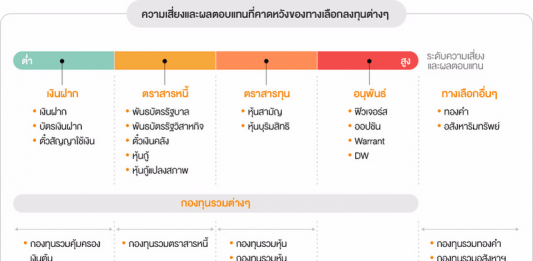 ความเสี่ยงและผลตอบแทนที่คาดหวังของทางเลือกลงทุนต่างๆ
ต่ำ
สูง
ระดับความเสี่ยง
และผลตอบแทน
เงินฝาก
• เงินฝาก
• บัตรเงินฝาก
• ตั๋วสัญญาใช้เงิน
ตราสารหนี้
• พันธบัตรรัฐบาล
• พันธบัตรรัฐวิสาหกิจ
• ตั๋วเงินคลัง
• หุ้นกู้
• หุ้นกู้แปลงสภาพ
ตราสารทุน
• หุ้นสามัญ
• หุ้นบุริมสิทธิ
อนุพันธ์
• ฟิวเจอร์ส
• ออปชัน
• Warrant
• DW
ทางเลือกอื่นๆ
• ทองคำ
• อสังหาริมทรัพย์
กองทุนรวมต่างๆ
• กองทุนรวมคุ้มครอง
เงินต้น
• กองทุนรวมตราสารหนี้
• กองทุนรวมหุ้น
• กองทุนรวมหุ้น
• กองทุนรวมทองคำ
• กองทุนรวมอสังหาฯ